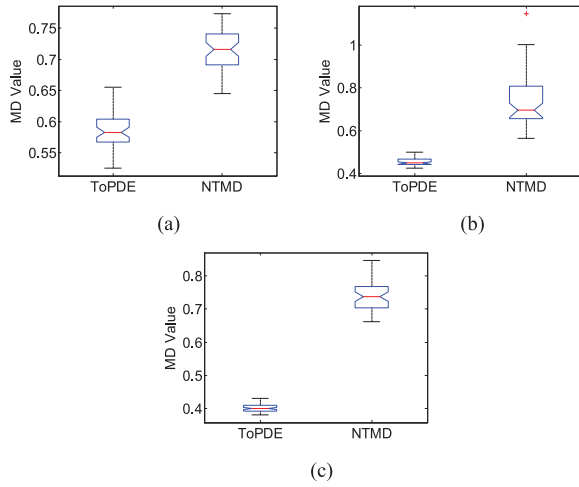 MD Value
0.75
0.7
0.65
0.6
0.55
ToPDE
NTMD
(a)
MD Value
1
0.8
0.6
0.4
ToPDE
NTMD
(b)
MD Value
0.8
0.7
0.6
0.5
0.4
ToPDE
NTMD
(c)